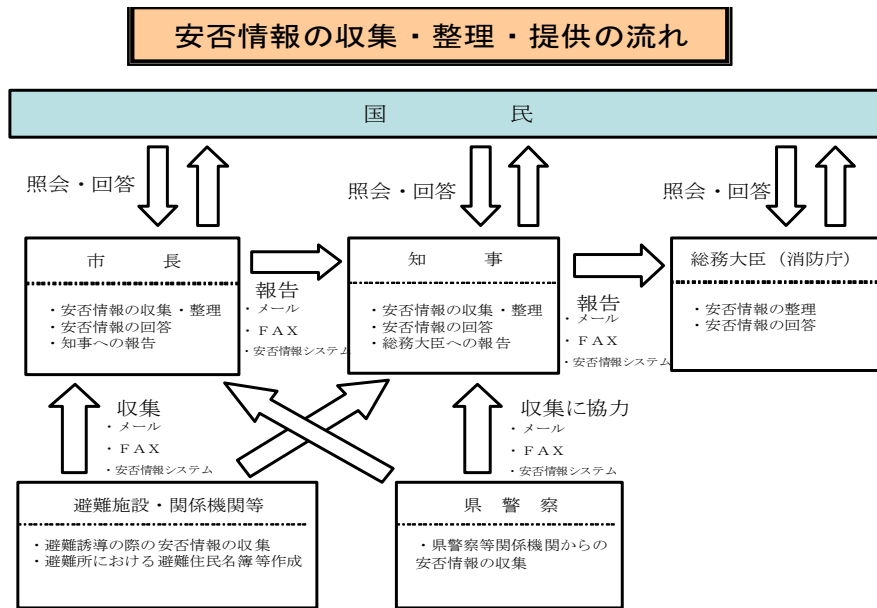 安否情報の収集・整理・提供の流れ
国　民
照会・回答
照会・回答
照会・回答
市　長
・安否情報の収集・整理
・安否情報の回答
・知事への報告
報告
・メール
・ＦＡＸ
・安否情報システム
知　事
・安否情報の収集・整理
・安否情報の回答
・総務大臣への報告
報告
・メール
・ＦＡＸ
・安否情報システム
総務大臣（消防庁）
・安否情報の整理
・安否情報の回答
収集
・メール
・ＦＡＸ
・安否情報システム
収集に協力
・メール
・ＦＡＸ
・安否情報システム
避難施設・関係機関等
・避難誘導の際の安否情報の収集
・避難所における避難住民名簿等作成
県　警　察
・県警察等関係機関からの
安否情報の収集